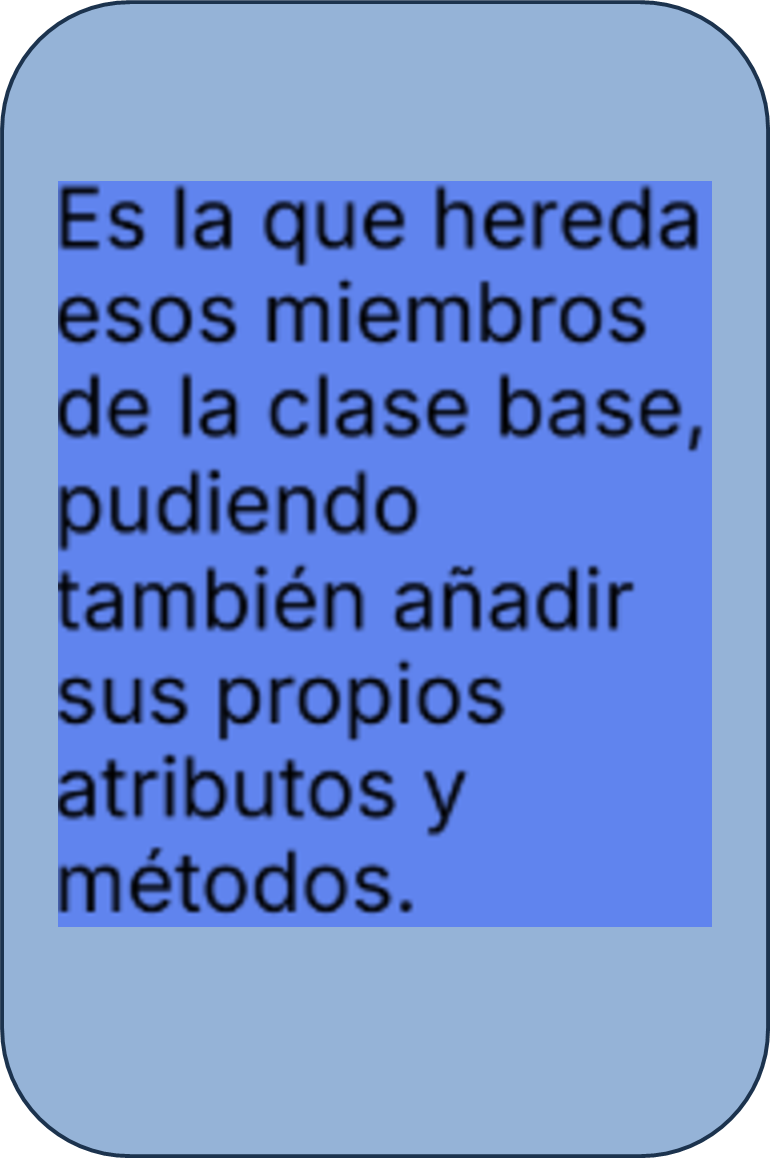 Es la que hereda
esos miembros
de la clase base,
pudiendo
también añadir
sus propios
atributos y
métodos.